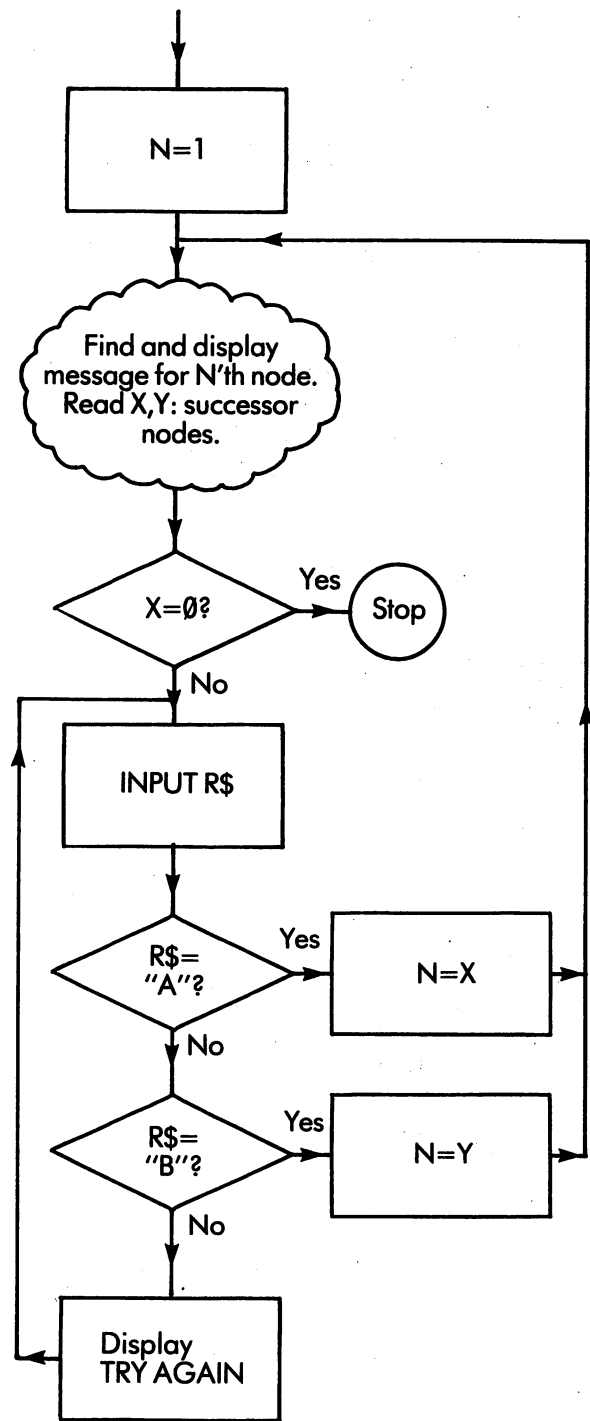 N=1
Find and display
message for N'th node.
Read X,Y: successor
nodes.
X=Ø?
Yes
Stop
No
INPUT R$
R$=
"A"?
Yes
N=X
No
R$=
"B"?
Yes
N=Y
No
Display
TRY AGAIN